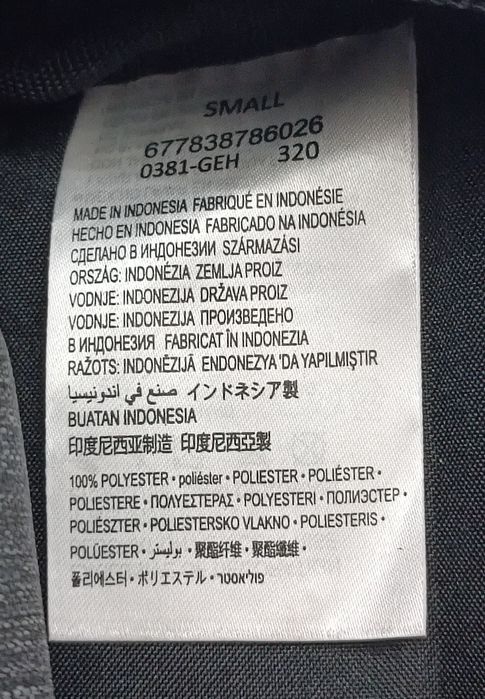 SMALL
677838786026
0381-GEH 320
MADE IN INDONESIA FABRIQUÉ EN INDONÉSIE
HECHO EN INDONESIA FABRICADO NA INDONÉSIA
СДЕЛАНО В ИНДОНЕЗИИ SZÁRMAZÁSI
ORSZÁG: INDONÉZIA ZEMLJA PROIZ
VODNJE: INDONEZIJA DRŽAVA PROIZ
VODNJE: INDONEZIJA ПРОИЗВЕДЕНО
В ИНДОНЕЗИЯ FABRICAT ÎN INDONEZIA
RAŽOTS: INDONĒZIJĀ ENDONEZYA'DA YAPILMIŞTIR
صنع في اندونيسيا インドネシア製
BUATAN INDONESIA
印度尼西亚制造 印度尼西亞製
100% POLYESTER • poliéster • POLIESTER • POLIÉSTER •
POLIESTERE • ΠΟΛΥΕΣΤΕΡΑΣ • POLYESTERI • ПОЛИЭСТЕР •
POLIÉSZTER • POLIESTERSKO VLAKNO • POLIESTERIS •
POLÜESTER • بوليستر • 聚酯纤维 • 聚酯纖維 •
폴리에스터 • ポリエステル • פוליאסטר